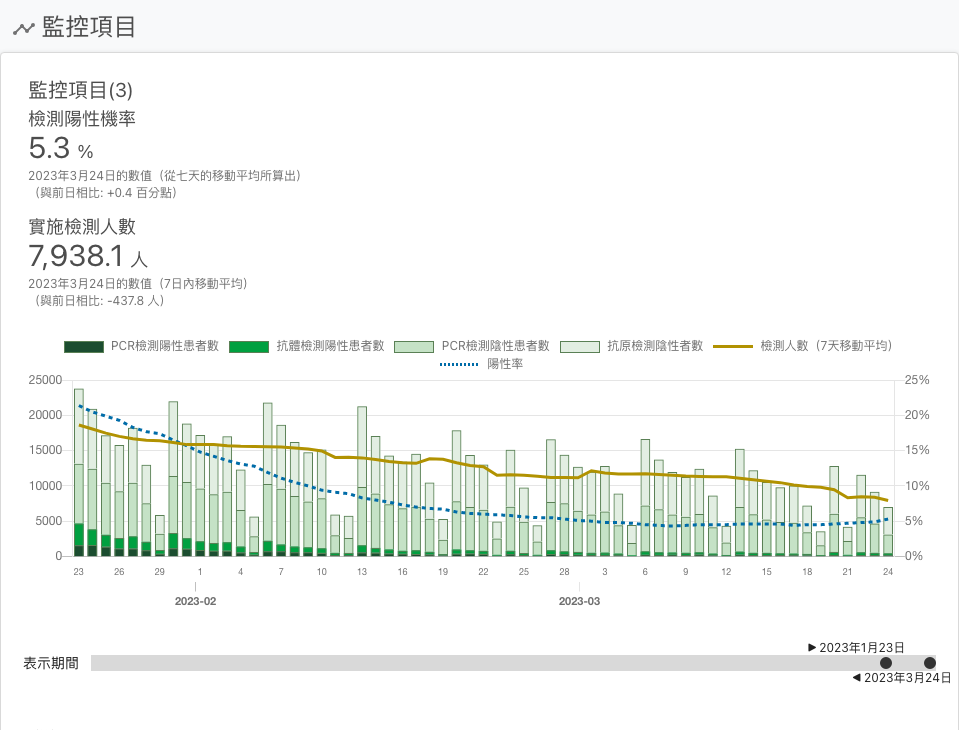 監控項目
監控項目(3)
檢測陽性機率
5.3 %
2023年3月24日的數值（從七天的移動平均所算出）
（與前日相比: +0.4 百分點）
實施檢測人數
7,938.1 人
2023年3月24日的數值（7日內移動平均）
（與前日相比: -437.8 人）
PCR檢測陽性患者數 抗體檢測陽性患者數 PCR檢測陰性患者數 抗原檢測陰性者數 檢測人數（7天移動平均）
陽性率
25000 25%
20000 20%
15000 15%
10000 10%
5000 5%
0 0%
23 26 29 1 4 7 10 13 16 19 22 25 28 3 6 9 12 15 18 21 24
2023-02 2023-03
▶ 2023年1月23日
表示期間
◀ 2023年3月24日